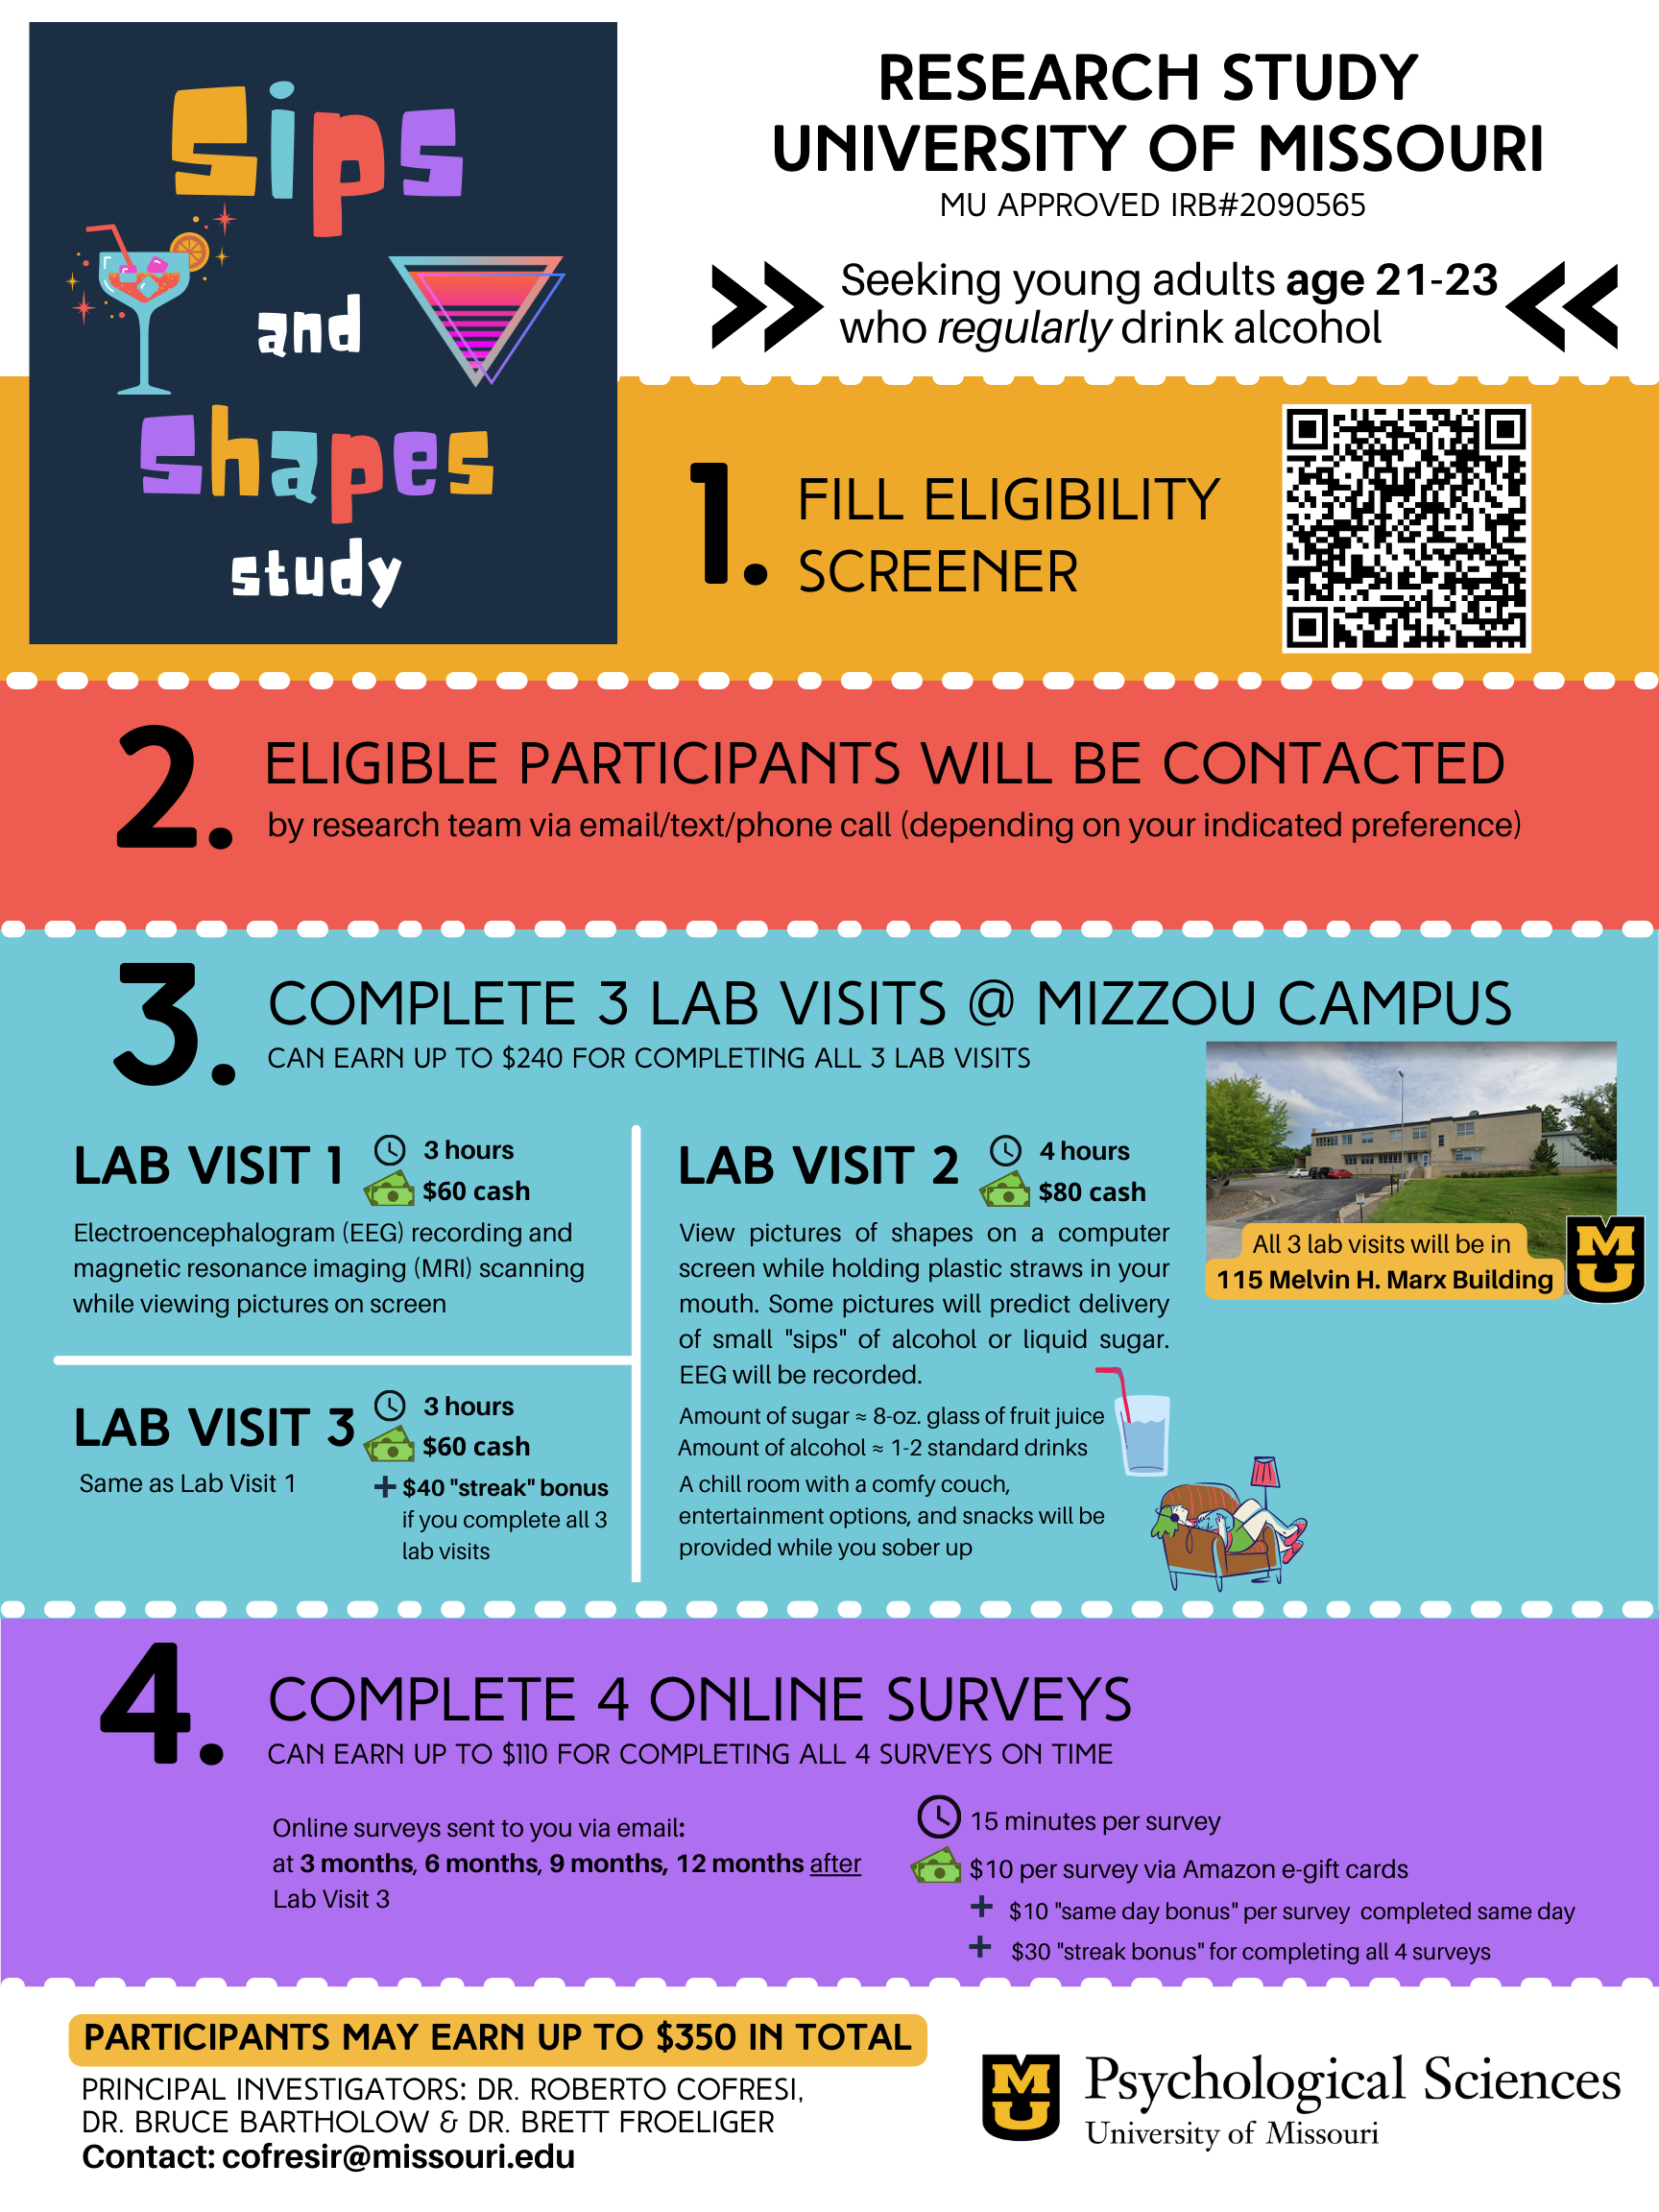 sips
and
shapes
study
RESEARCH STUDY
UNIVERSITY OF MISSOURI
MU APPROVED IRB#2090565
Seeking young adults age 21-23
who regularly drink alcohol
1. FILL ELIGIBILITY
SCREENER
2. ELIGIBLE PARTICIPANTS WILL BE CONTACTED
by research team via email/text/phone call (depending on your indicated preference)
3. COMPLETE 3 LAB VISITS @ MIZZOU CAMPUS
CAN EARN UP TO $240 FOR COMPLETING ALL 3 LAB VISITS
LAB VISIT 1
3 hours
$60 cash
Electroencephalogram (EEG) recording and
magnetic resonance imaging (MRI) scanning
while viewing pictures on screen
LAB VISIT 2
4 hours
$80 cash
View pictures of shapes on a computer
screen while holding plastic straws in your
mouth. Some pictures will predict delivery
of small "sips" of alcohol or liquid sugar.
EEG will be recorded.
Amount of sugar ≈ 8-oz. glass of fruit juice
Amount of alcohol ≈ 1-2 standard drinks
A chill room with a comfy couch,
entertainment options, and snacks will be
provided while you sober up
All 3 lab visits will be in
115 Melvin H. Marx Building
MU
LAB VISIT 3
3 hours
$60 cash
Same as Lab Visit 1
+ $40 "streak" bonus
if you complete all 3
lab visits
4. COMPLETE 4 ONLINE SURVEYS
CAN EARN UP TO $110 FOR COMPLETING ALL 4 SURVEYS ON TIME
Online surveys sent to you via email:
at 3 months, 6 months, 9 months, 12 months after
Lab Visit 3
15 minutes per survey
$10 per survey via Amazon e-gift cards
+ $10 "same day bonus" per survey completed same day
+ $30 "streak bonus" for completing all 4 surveys
PARTICIPANTS MAY EARN UP TO $350 IN TOTAL
PRINCIPAL INVESTIGATORS: DR. ROBERTO COFRESI,
DR. BRUCE BARTHOLOW & DR. BRETT FROELIGER
Contact: cofresir@missouri.edu
MU
Psychological Sciences
University of Missouri